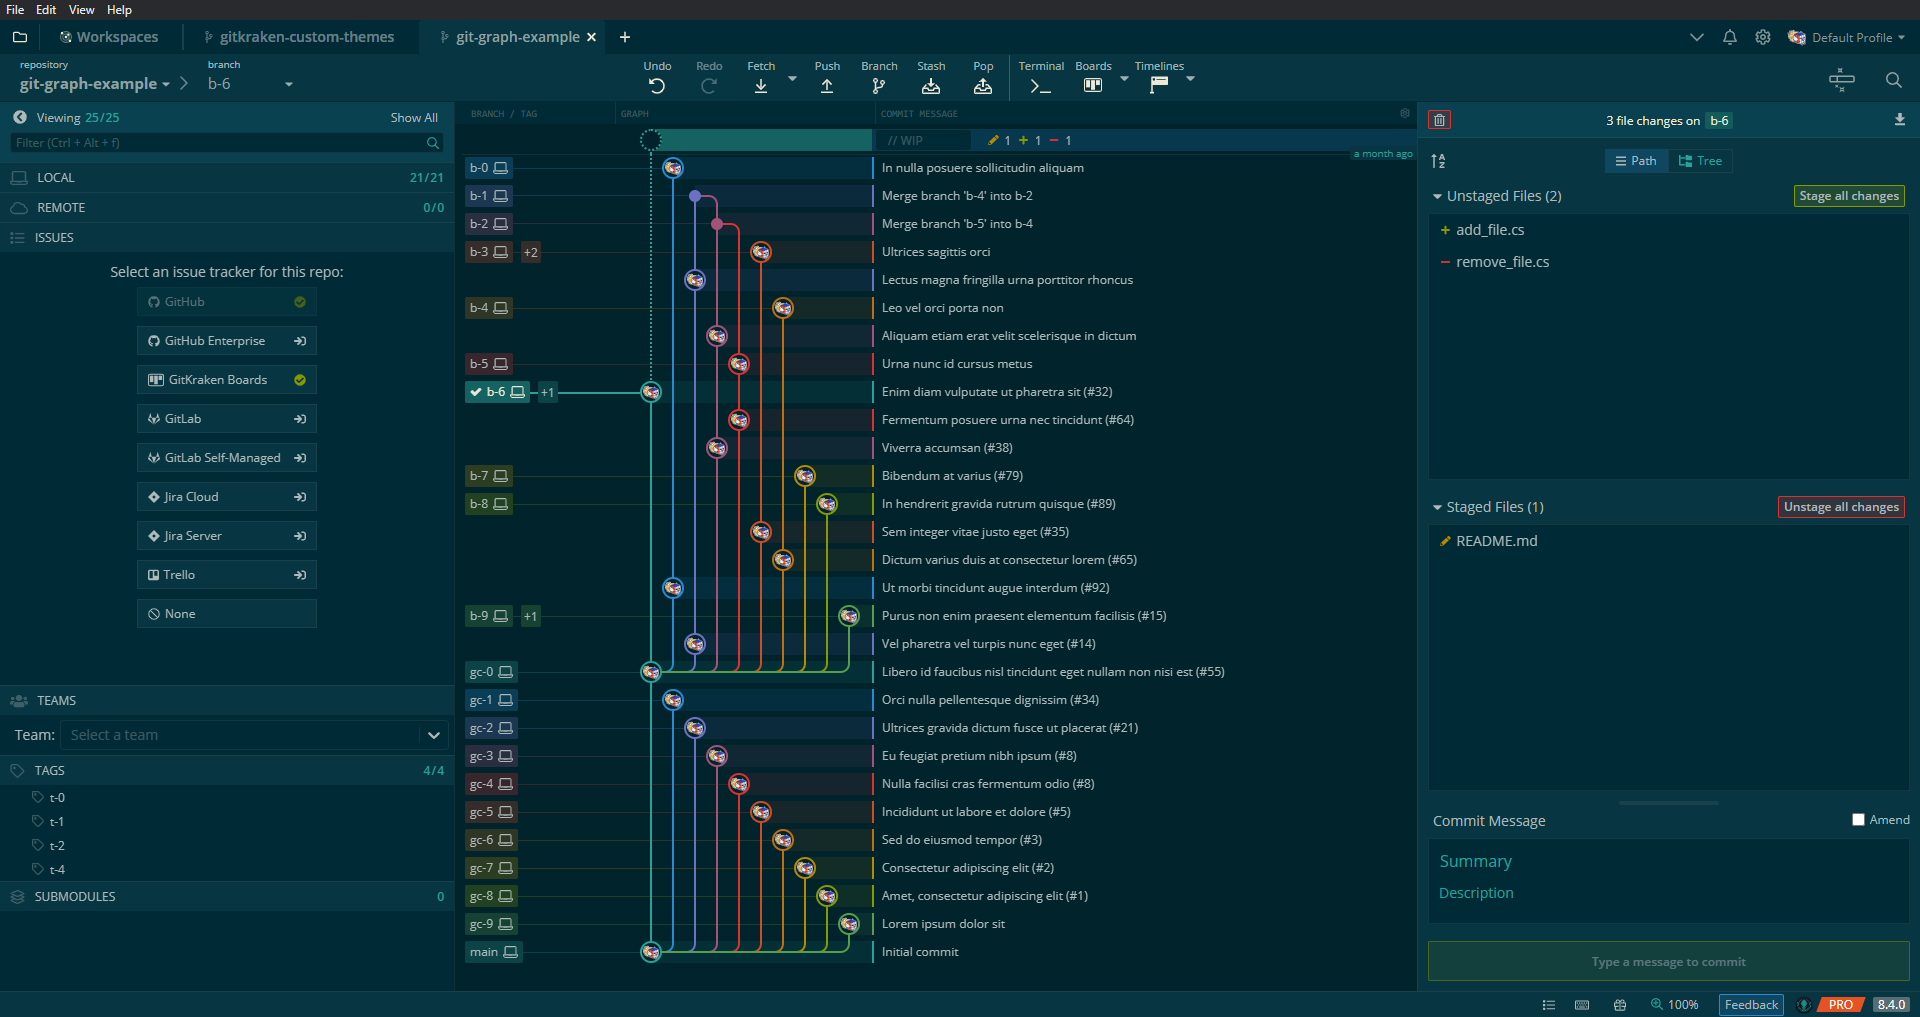 File Edit View Help
Workspaces
gitkraken-custom-themes
git-graph-example
Default Profile
repository
git-graph-example
branch
b-6
Undo
Redo
Fetch
Push
Branch
Stash
Pop
Terminal
Boards
Timelines
Viewing 25/25
Show All
Filter (Ctrl + Alt + f)
LOCAL 21/21
REMOTE 0/0
ISSUES
Select an issue tracker for this repo:
GitHub
GitHub Enterprise
GitKraken Boards
GitLab
GitLab Self-Managed
Jira Cloud
Jira Server
Trello
None
TEAMS
Team: Select a team
TAGS 4/4
t-0
t-1
t-2
t-4
SUBMODULES 0
BRANCH / TAG GRAPH COMMIT MESSAGE
// WIP 1 + 1 − 1
a month ago
b-0 In nulla posuere sollicitudin aliquam
b-1 Merge branch 'b-4' into b-2
b-2 Merge branch 'b-5' into b-4
b-3 +2 Ultrices sagittis orci
Lectus magna fringilla urna porttitor rhoncus
b-4 Leo vel orci porta non
Aliquam etiam erat velit scelerisque in dictum
b-5 Urna nunc id cursus metus
b-6 +1 Enim diam vulputate ut pharetra sit (#32)
Fermentum posuere urna nec tincidunt (#64)
Viverra accumsan (#38)
b-7 Bibendum at varius (#79)
b-8 In hendrerit gravida rutrum quisque (#89)
Sem integer vitae justo eget (#35)
Dictum varius duis at consectetur lorem (#65)
Ut morbi tincidunt augue interdum (#92)
b-9 +1 Purus non enim praesent elementum facilisis (#15)
Vel pharetra vel turpis nunc eget (#14)
gc-0 Libero id faucibus nisl tincidunt eget nullam non nisi est (#55)
gc-1 Orci nulla pellentesque dignissim (#34)
gc-2 Ultrices gravida dictum fusce ut placerat (#21)
gc-3 Eu feugiat pretium nibh ipsum (#8)
gc-4 Nulla facilisi cras fermentum odio (#8)
gc-5 Incididunt ut labore et dolore (#5)
gc-6 Sed do eiusmod tempor (#3)
gc-7 Consectetur adipiscing elit (#2)
gc-8 Amet, consectetur adipiscing elit (#1)
gc-9 Lorem ipsum dolor sit
main Initial commit
3 file changes on b-6
A Z
Path
Tree
Unstaged Files (2)
Stage all changes
+ add_file.cs
− remove_file.cs
Staged Files (1)
Unstage all changes
README.md
Commit Message
Amend
Summary
Description
Type a message to commit
100%
Feedback
PRO
8.4.0